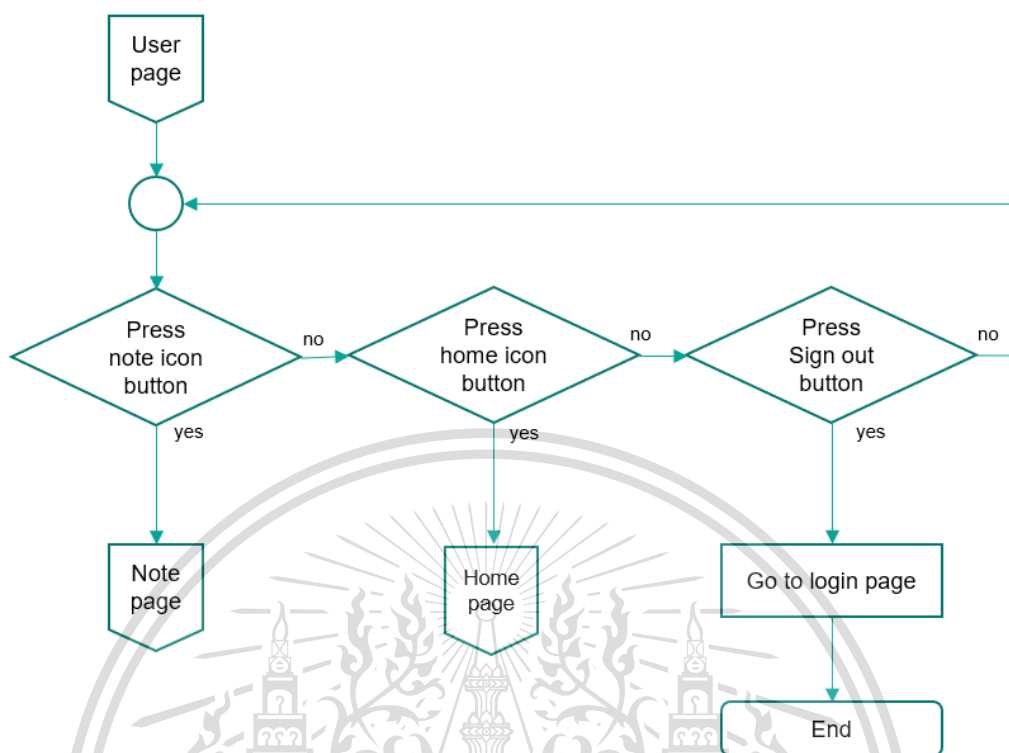 User
page
Press
note icon
button
no
Press
home icon
button
no
Press
Sign out
button
no
yes
yes
yes
Note
page
Home
page
Go to login page
End